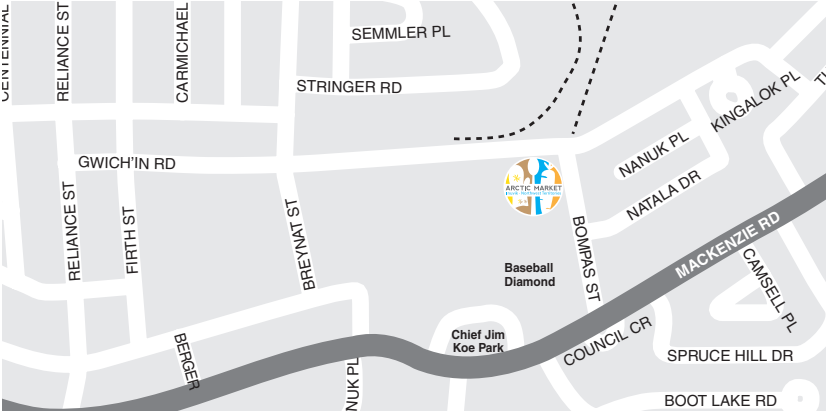 CENTENNIAL
RELIANCE ST
CARMICHAEL
SEMMLER PL
STRINGER RD
KINGALOK PL
GWICH'IN RD
NANUK PL
NATALA DR
ARCTIC MARKET
RELIANCE ST
FIRTH ST
BREYNAT ST
BOMPAS ST
MACKENZIE RD
Baseball
Diamond
CAMSELL PL
Chief Jim
Koe Park
COUNCIL CR
BERGER
NUK PL
SPRUCE HILL DR
BOOT LAKE RD